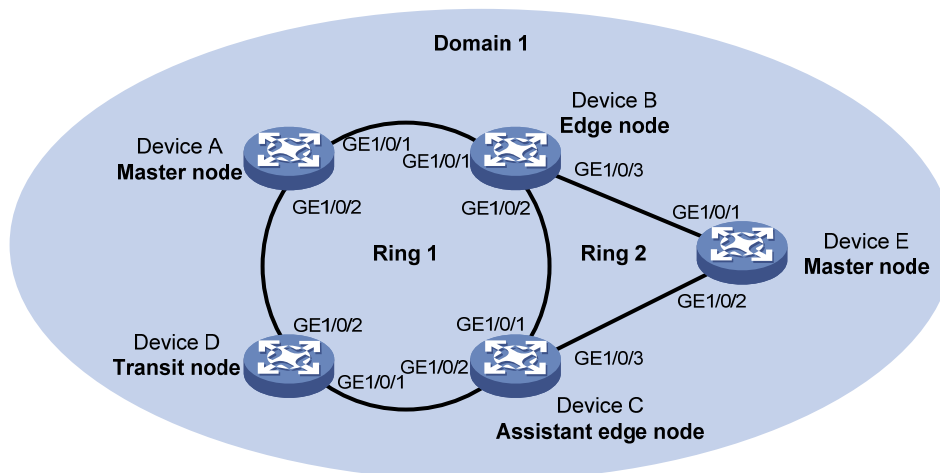 Domain 1
Device A
Master node
GE1/0/1
GE1/0/2
Device B
Edge node
GE1/0/1
GE1/0/3
GE1/0/2
Ring 1
Ring 2
GE1/0/1
Device E
Master node
GE1/0/2
Device D
Transit node
GE1/0/2
GE1/0/1
GE1/0/1
GE1/0/2
GE1/0/3
Device C
Assistant edge node